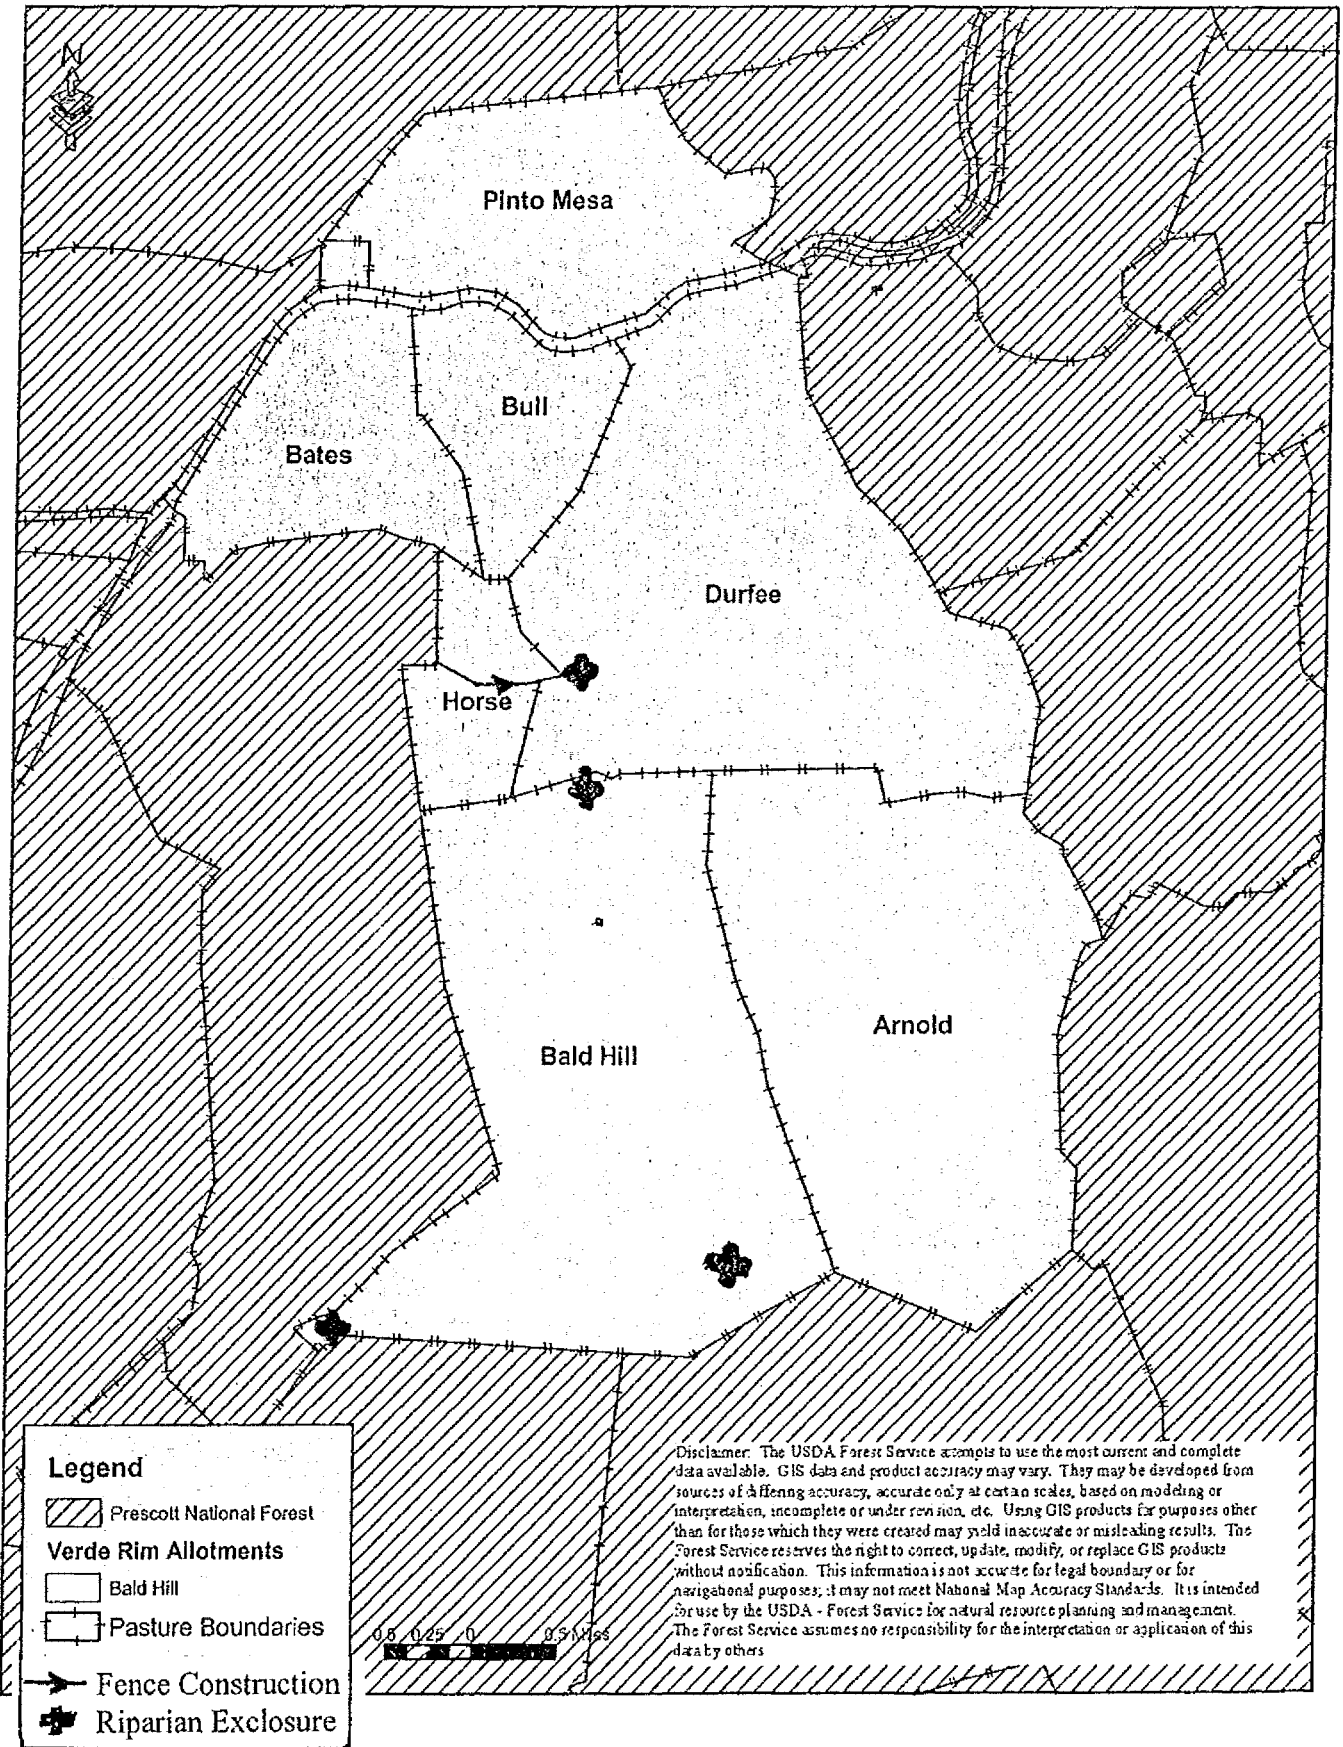 N
Pinto Mesa
Bull
Bates
Durfee
Horse
Arnold
Bald Hill
Legend
Prescott National Forest
Verde Rim Allotments
Bald Hill
Pasture Boundaries
Fence Construction
Riparian Exclosure
0.5 0.25 0 0.5 Miles
Disclaimer: The USDA Forest Service attempts to use the most current and complete
data available. GIS data and product accuracy may vary. They may be developed from
sources of differing accuracy, accurate only at certain scales, based on modeling or
interpretation, incomplete or under revision, etc. Using GIS products for purposes other
than for those which they were created may yield inaccurate or misleading results. The
Forest Service reserves the right to correct, update, modify, or replace GIS products
without notification. This information is not accurate for legal boundary or for
navigational purposes; it may not meet National Map Accuracy Standards. It is intended
for use by the USDA - Forest Service for natural resource planning and management.
The Forest Service assumes no responsibility for the interpretation or application of this
data by others